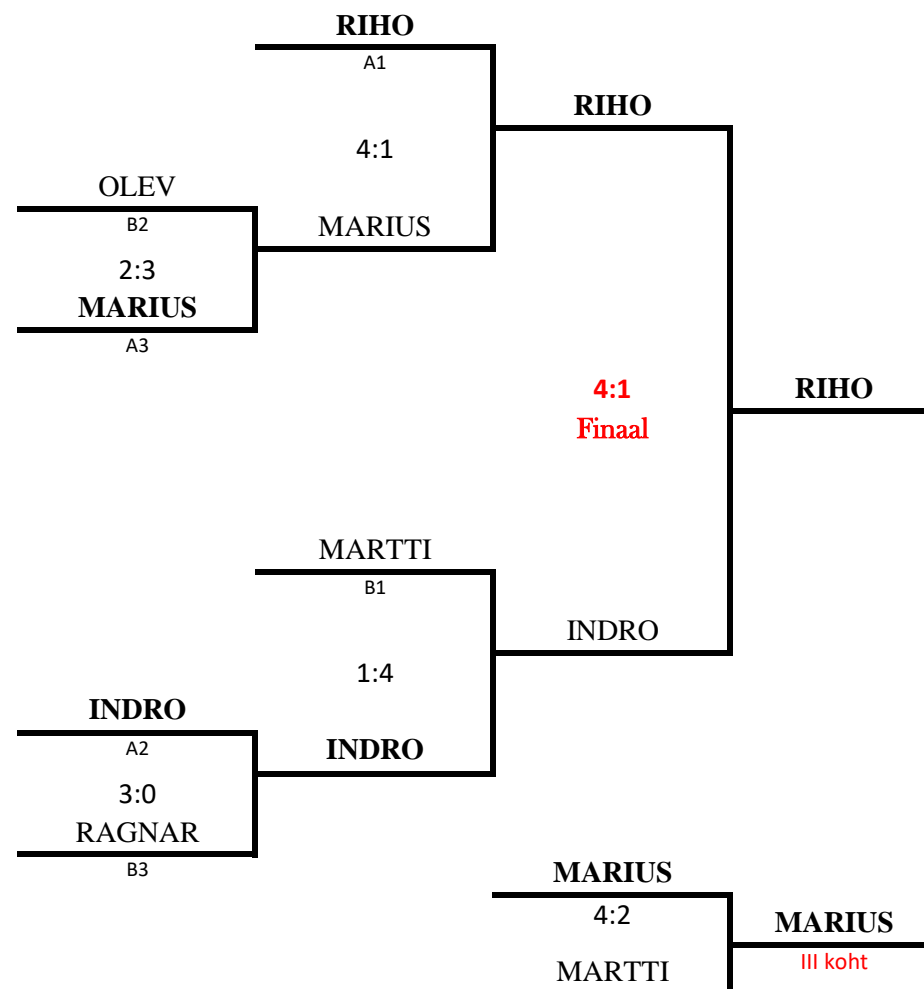 RIHO
A1
RIHO
4:1
OLEV
B2
MARIUS
2:3
MARIUS
A3
4:1
Finaal
RIHO
MARTTI
B1
INDRO
1:4
INDRO
A2
INDRO
3:0
RAGNAR
B3
MARIUS
4:2
MARIUS
III koht
MARTTI